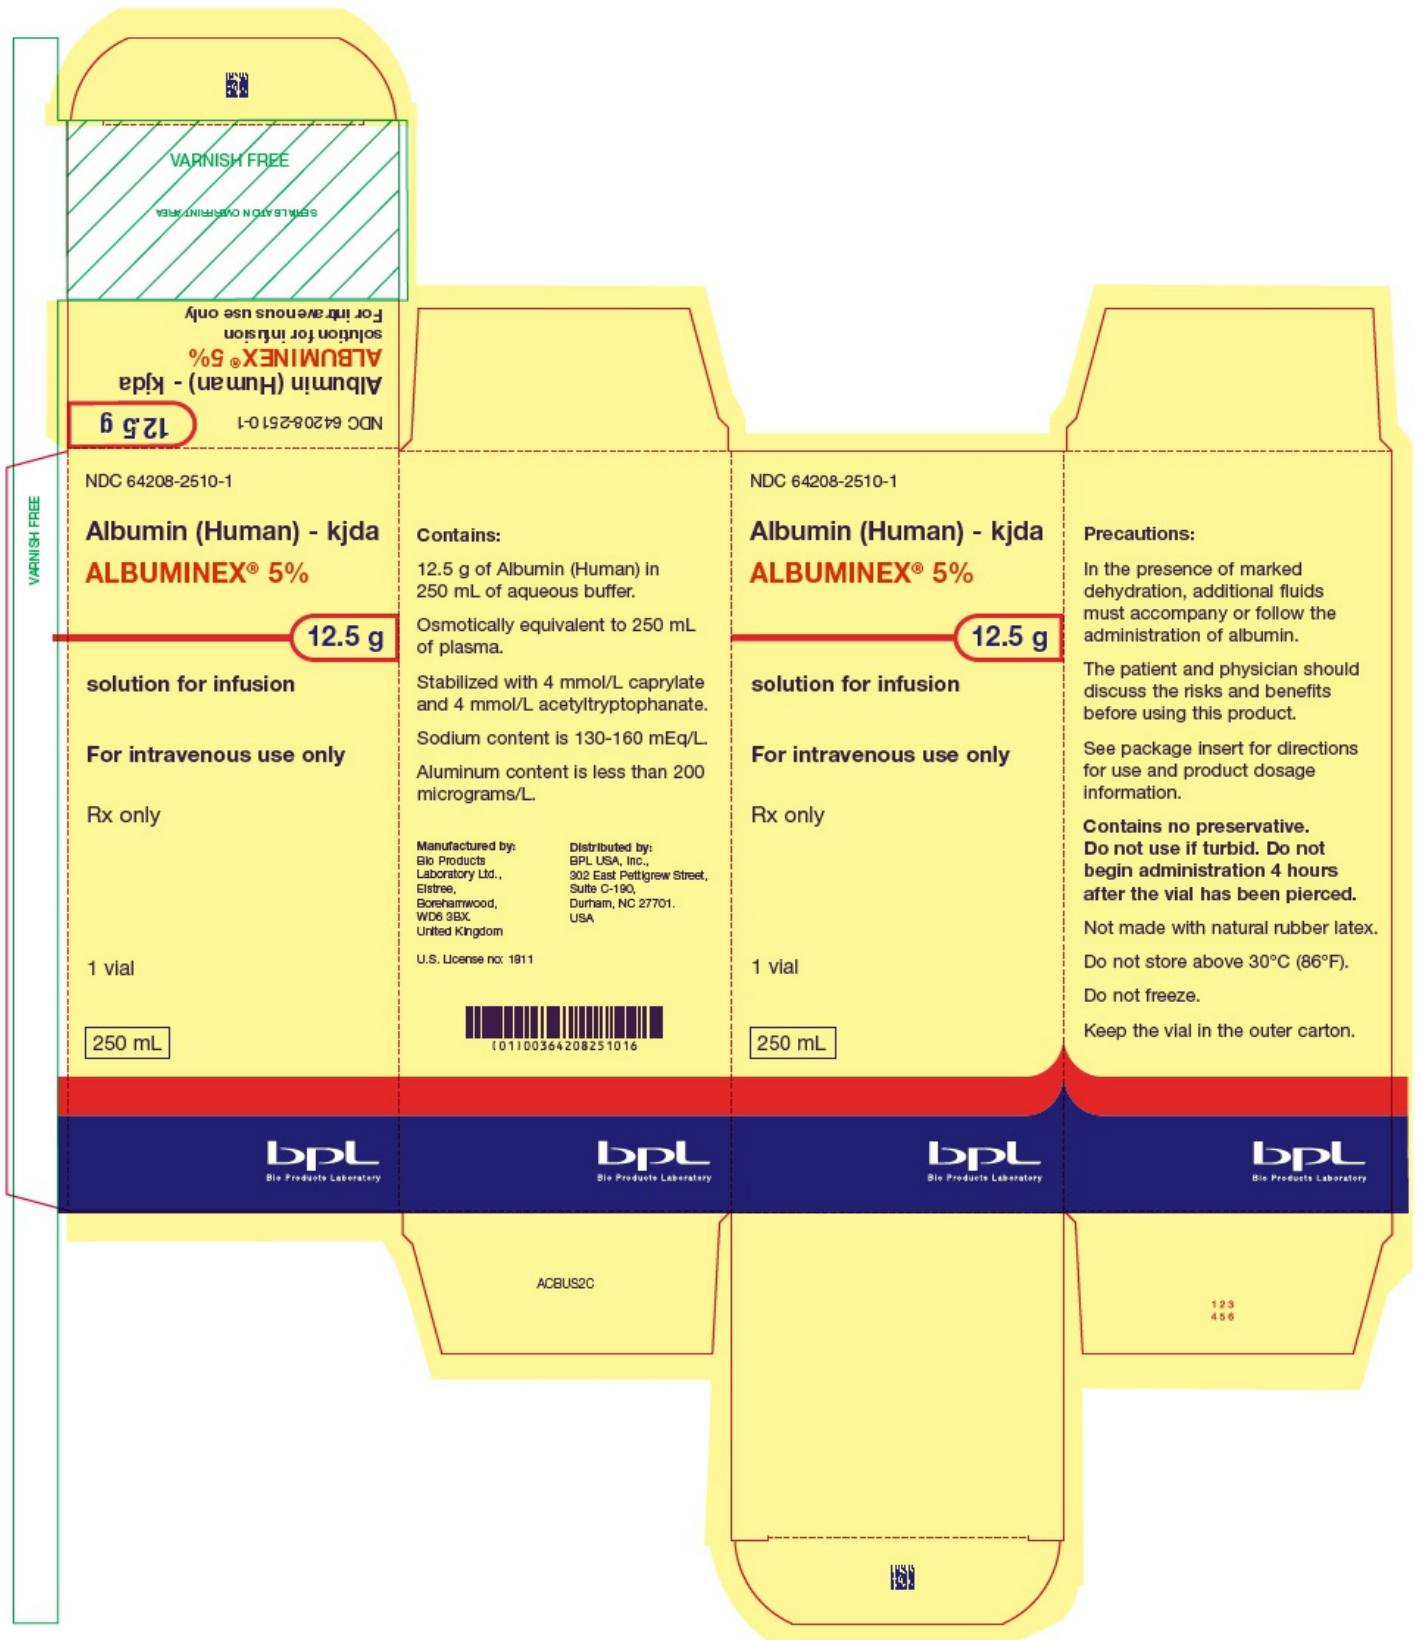 VARNISH FREE
SERIALISATION OVERPRINT AREA
For intravenous use only
solution for infusion
ALBUMINEX® 5%
Albumin (Human) - kjda
NDC 64208-2510-1
12.5 g
VARNISH FREE
NDC 64208-2510-1
Albumin (Human) - kjda
ALBUMINEX® 5%
12.5 g
solution for infusion
For intravenous use only
Rx only
1 vial
250 mL
bpL
Bio Products Laboratory
Contains:
12.5 g of Albumin (Human) in
250 mL of aqueous buffer.
Osmotically equivalent to 250 mL
of plasma.
Stabilized with 4 mmol/L caprylate
and 4 mmol/L acetyltryptophanate.
Sodium content is 130-160 mEq/L.
Aluminum content is less than 200
micrograms/L.
Manufactured by:
Bio Products
Laboratory Ltd.,
Elstree,
Borehamwood,
WD6 3BX.
United Kingdom
Distributed by:
BPL USA, Inc.,
302 East Pettigrew Street,
Suite C-190,
Durham, NC 27701.
USA
U.S. License no: 1811
(01)00364208251016
bpL
Bio Products Laboratory
ACBUS2C
NDC 64208-2510-1
Albumin (Human) - kjda
ALBUMINEX® 5%
12.5 g
solution for infusion
For intravenous use only
Rx only
1 vial
250 mL
bpL
Bio Products Laboratory
Precautions:
In the presence of marked
dehydration, additional fluids
must accompany or follow the
administration of albumin.
The patient and physician should
discuss the risks and benefits
before using this product.
See package insert for directions
for use and product dosage
information.
Contains no preservative.
Do not use if turbid. Do not
begin administration 4 hours
after the vial has been pierced.
Not made with natural rubber latex.
Do not store above 30°C (86°F).
Do not freeze.
Keep the vial in the outer carton.
bpL
Bio Products Laboratory
1 2 3
4 5 6